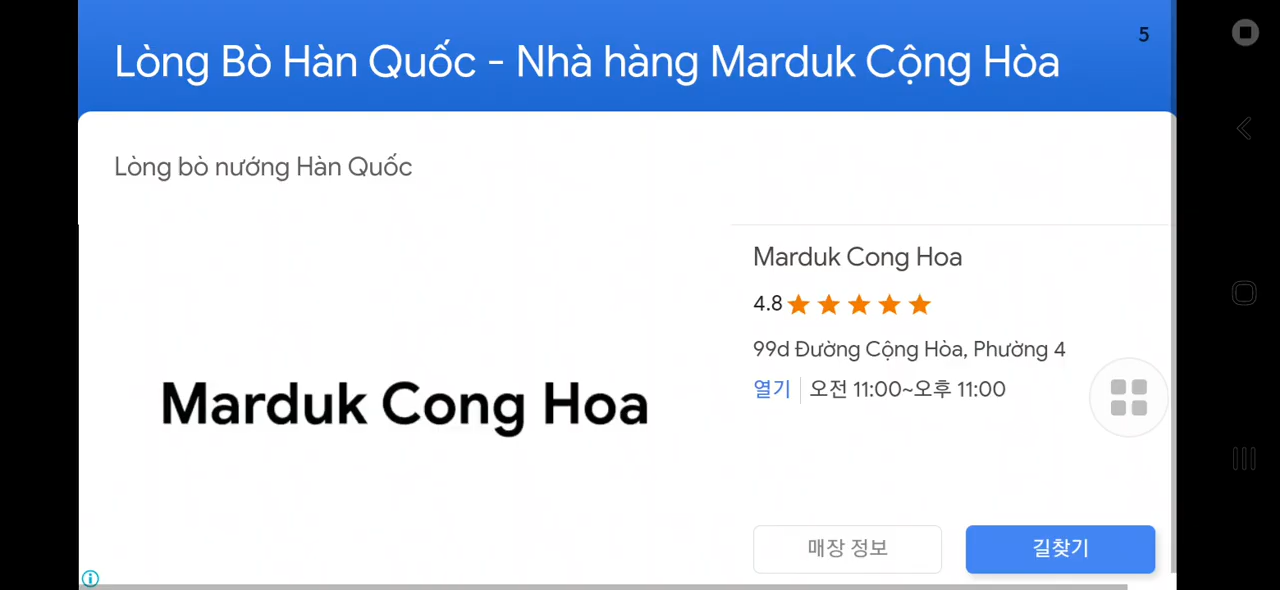 5
Lòng Bò Hàn Quốc - Nhà hàng Marduk Cộng Hòa
Lòng bò nướng Hàn Quốc
Marduk Cong Hoa
Marduk Cong Hoa
4.8
99d Đường Cộng Hòa, Phường 4
열기 오전 11:00~오후 11:00
매장 정보
길찾기